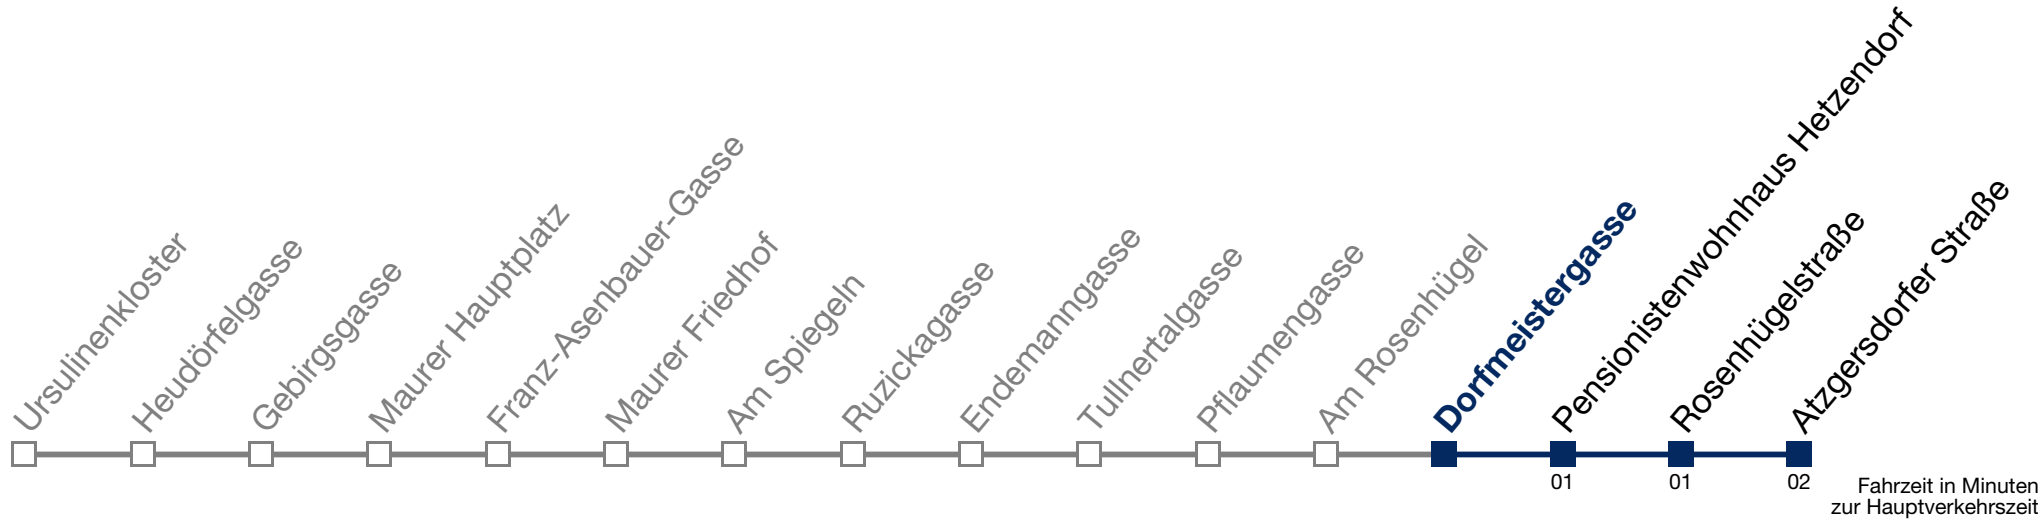 Ursulinenkloster
Heudörfelgasse
Gebirgsgasse
Maurer Hauptplatz
Franz-Asenbauer-Gasse
Maurer Friedhof
Am Spiegeln
Ruzickagasse
Endemanngasse
Tullnertalgasse
Pflaumengasse
Am Rosenhügel
Dorfmeistergasse
Pensionistenwohnhaus Hetzendorf
Rosenhügelstraße
Atzgersdorfer Straße
01
01
02
Fahrzeit in Minuten
zur Hauptverkehrszeit